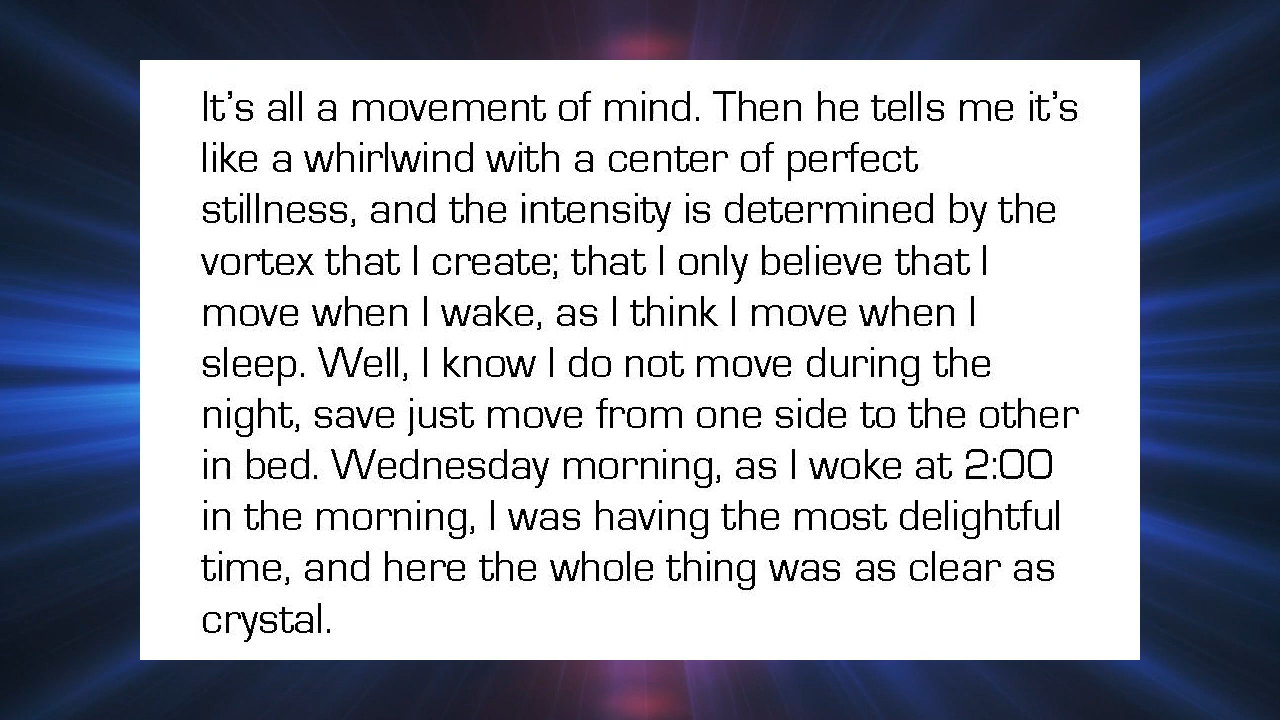 It's all a movement of mind. Then he tells me it's
like a whirlwind with a center of perfect
stillness, and the intensity is determined by the
vortex that I create; that I only believe that I
move when I wake, as I think I move when I
sleep. Well, I know I do not move during the
night, save just move from one side to the other
in bed. Wednesday morning, as I woke at 2:00
in the morning, I was having the most delightful
time, and here the whole thing was as clear as
crystal.